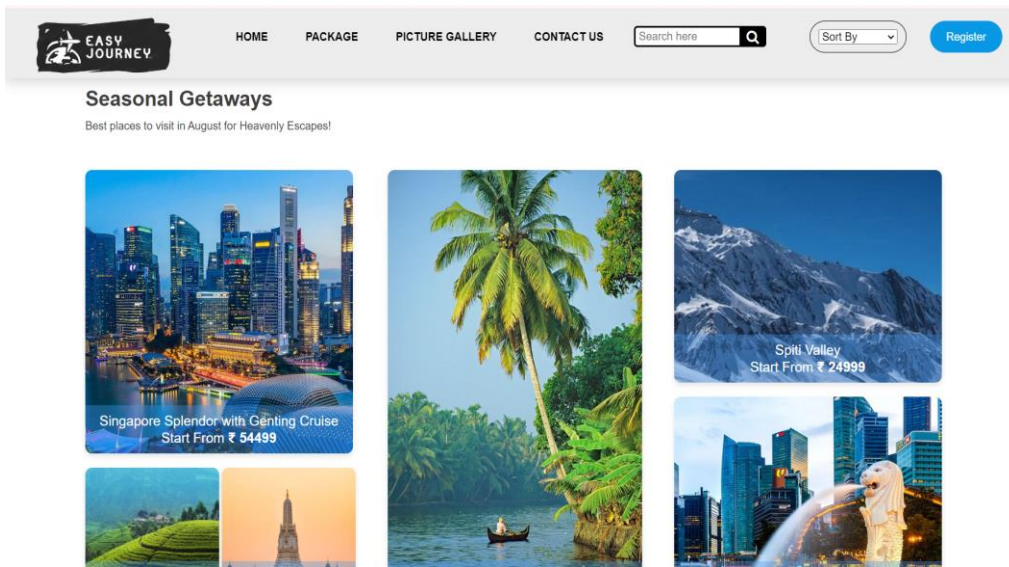 EASY
JOURNEY
HOME PACKAGE PICTURE GALLERY CONTACT US Search here Sort By Register
Seasonal Getaways
Best places to visit in August for Heavenly Escapes!
Singapore Splendor with Genting Cruise
Start From ₹ 54499
Spiti Valley
Start From ₹ 24999